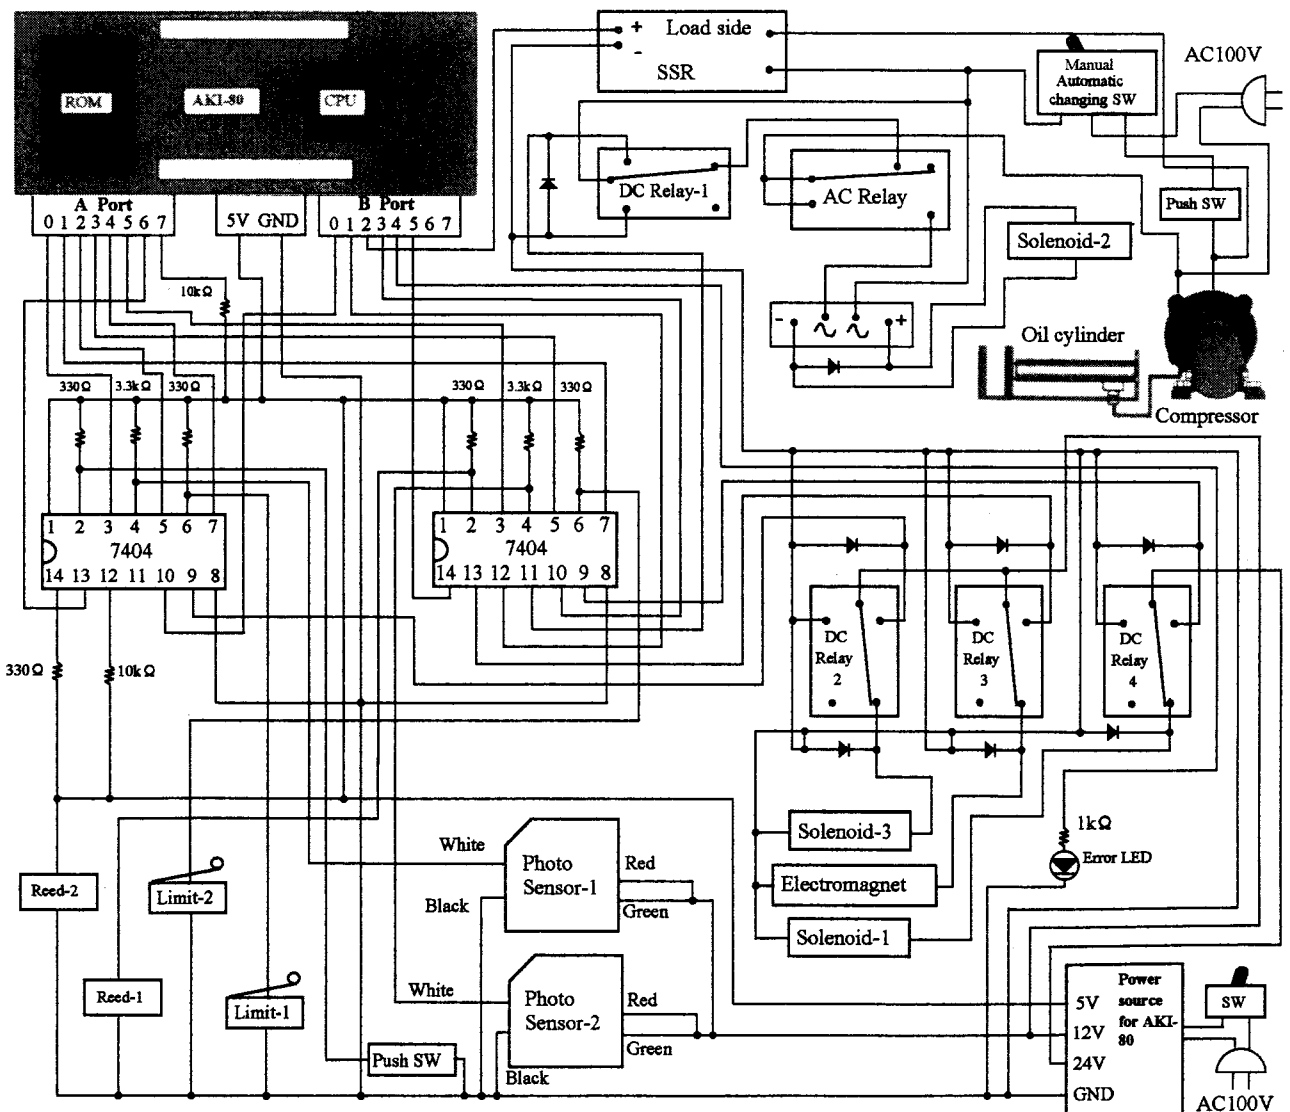 + Load side
-
SSR
AC100V
Manual
Automatic
changing SW
ROM
AKI-80
CPU
DC Relay-1
AC Relay
Push SW
A Port
0 1 2 3 4 5 6 7
5V GND
B Port
0 1 2 3 4 5 6 7
Solenoid-2
10kΩ
- ∼ ∼ +
Oil cylinder
Compressor
330Ω 3.3kΩ 330Ω
330Ω 3.3kΩ 330Ω
1 2 3 4 5 6 7
7404
14 13 12 11 10 9 8
1 2 3 4 5 6 7
7404
14 13 12 11 10 9 8
DC
Relay
2
DC
Relay
3
DC
Relay
4
330Ω
10kΩ
1kΩ
Error LED
Solenoid-3
Electromagnet
Solenoid-1
White
Photo
Sensor-1
Red
Black
Green
Reed-2
Limit-2
Reed-1
Limit-1
White
Photo
Sensor-2
Red
Green
Black
Push SW
Power
source
for AKI-
80
5V
12V
24V
GND
SW
AC100V